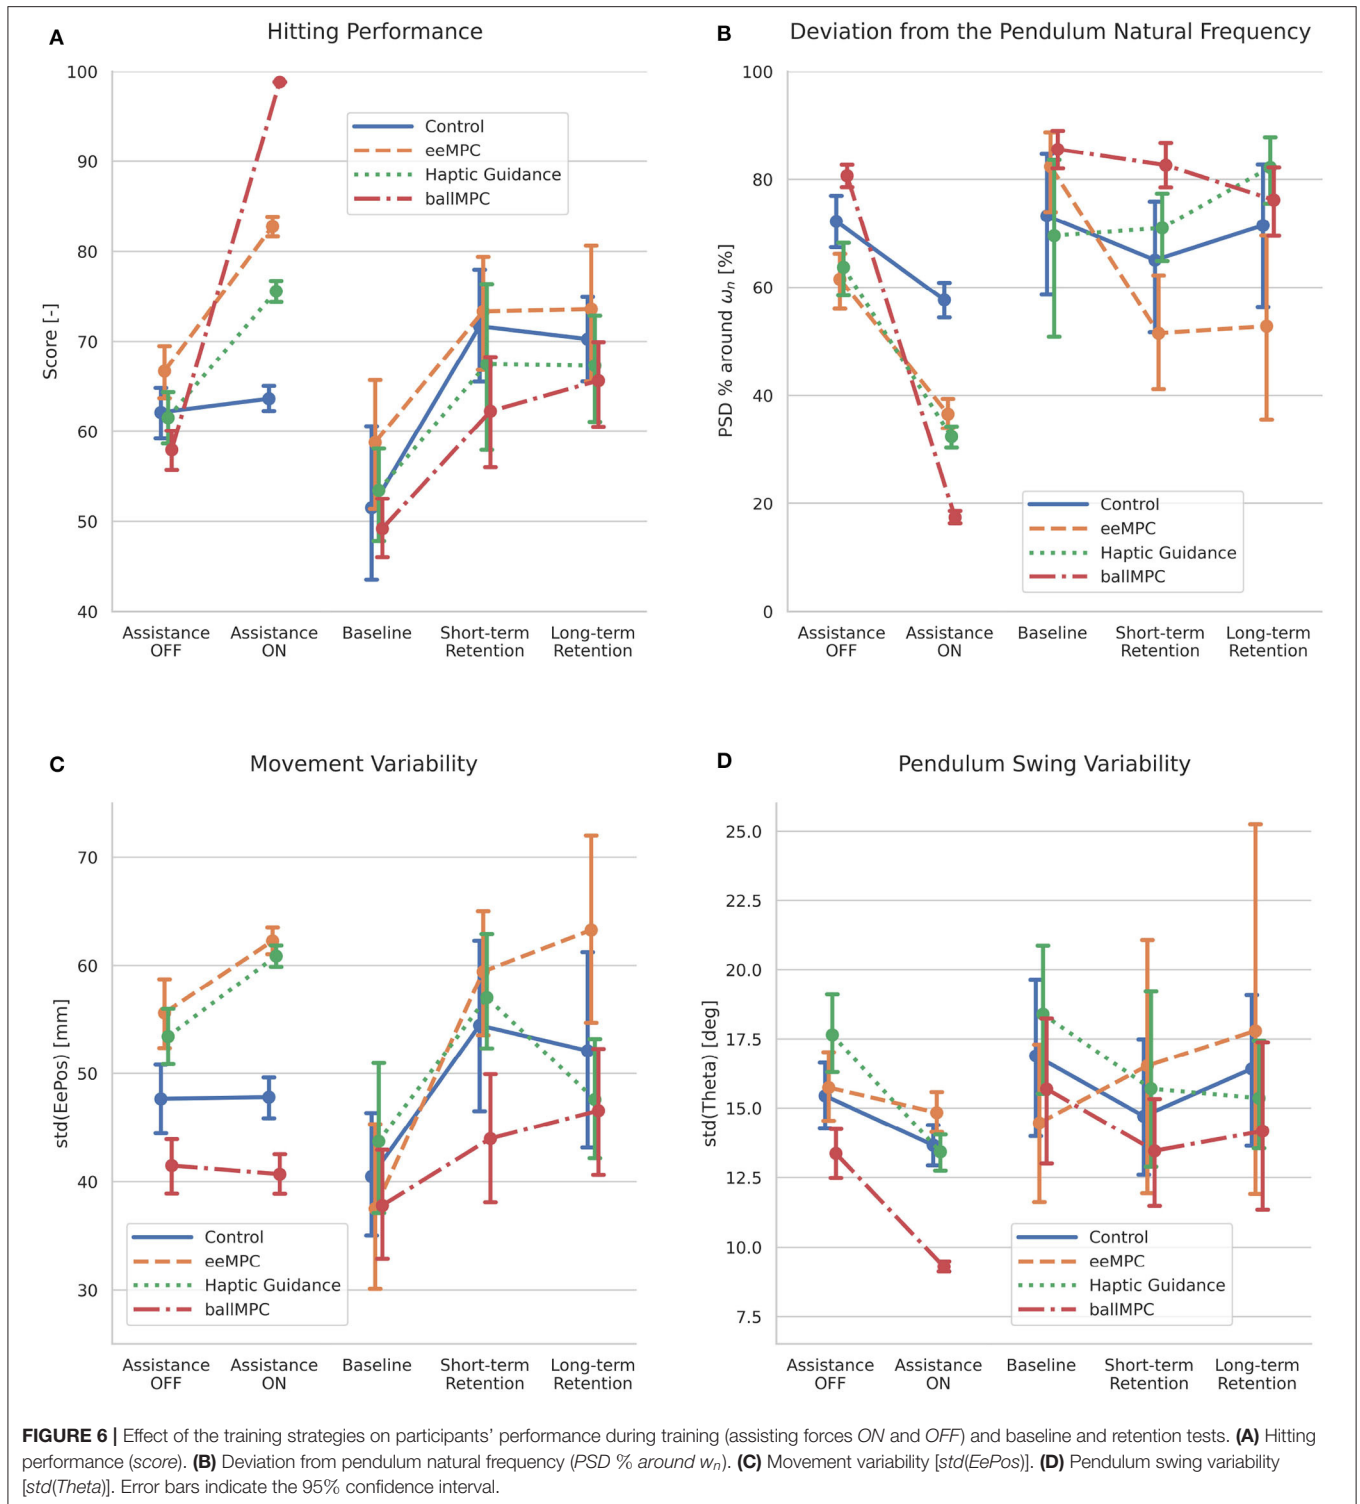 A
Hitting Performance
100
90
80
70
60
50
40
Score [-]
Control
eeMPC
Haptic Guidance
ballMPC
Assistance
OFF
Assistance
ON
Baseline
Short-term
Retention
Long-term
Retention
B
Deviation from the Pendulum Natural Frequency
100
80
60
40
20
0
PSD % around ωn [%]
Control
eeMPC
Haptic Guidance
ballMPC
Assistance
OFF
Assistance
ON
Baseline
Short-term
Retention
Long-term
Retention
C
Movement Variability
70
60
50
40
30
std(EePos) [mm]
Control
eeMPC
Haptic Guidance
ballMPC
Assistance
OFF
Assistance
ON
Baseline
Short-term
Retention
Long-term
Retention
D
Pendulum Swing Variability
25.0
22.5
20.0
17.5
15.0
12.5
10.0
7.5
std(Theta) [deg]
Control
eeMPC
Haptic Guidance
ballMPC
Assistance
OFF
Assistance
ON
Baseline
Short-term
Retention
Long-term
Retention
FIGURE 6 | Effect of the training strategies on participants' performance during training (assisting forces ON and OFF) and baseline and retention tests. (A) Hitting
performance (score). (B) Deviation from pendulum natural frequency (PSD % around wn). (C) Movement variability [std(EePos)]. (D) Pendulum swing variability
[std(Theta)]. Error bars indicate the 95% confidence interval.